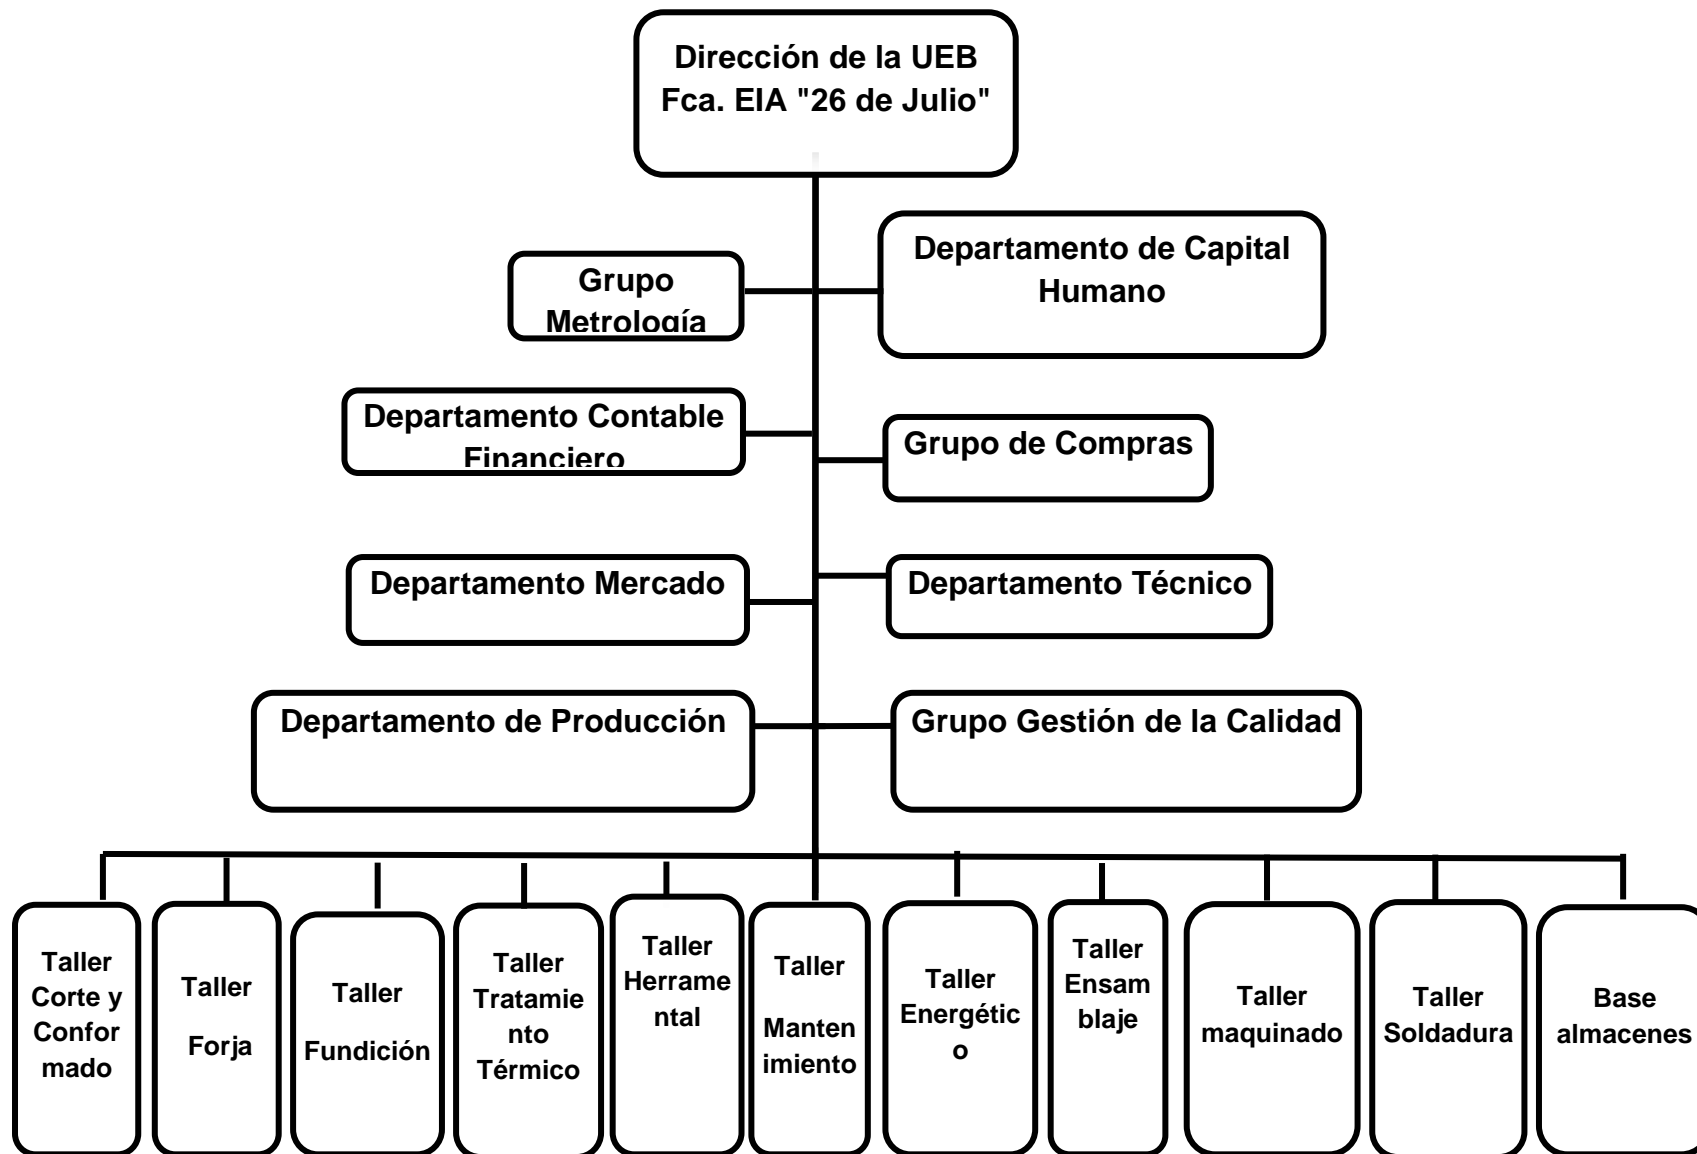 Dirección de la UEB
Fca. EIA "26 de Julio"
Grupo
Metrología
Departamento de Capital
Humano
Departamento Contable
Financiero
Grupo de Compras
Departamento Mercado
Departamento Técnico
Departamento de Producción
Grupo Gestión de la Calidad
Taller
Corte y
Confor
mado
Taller
Forja
Taller
Fundición
Taller
Tratamie
nto
Térmico
Taller
Herrame
ntal
Taller
Manten
imiento
Taller
Energétic
o
Taller
Ensam
blaje
Taller
maquinado
Taller
Soldadura
Base
almacenes